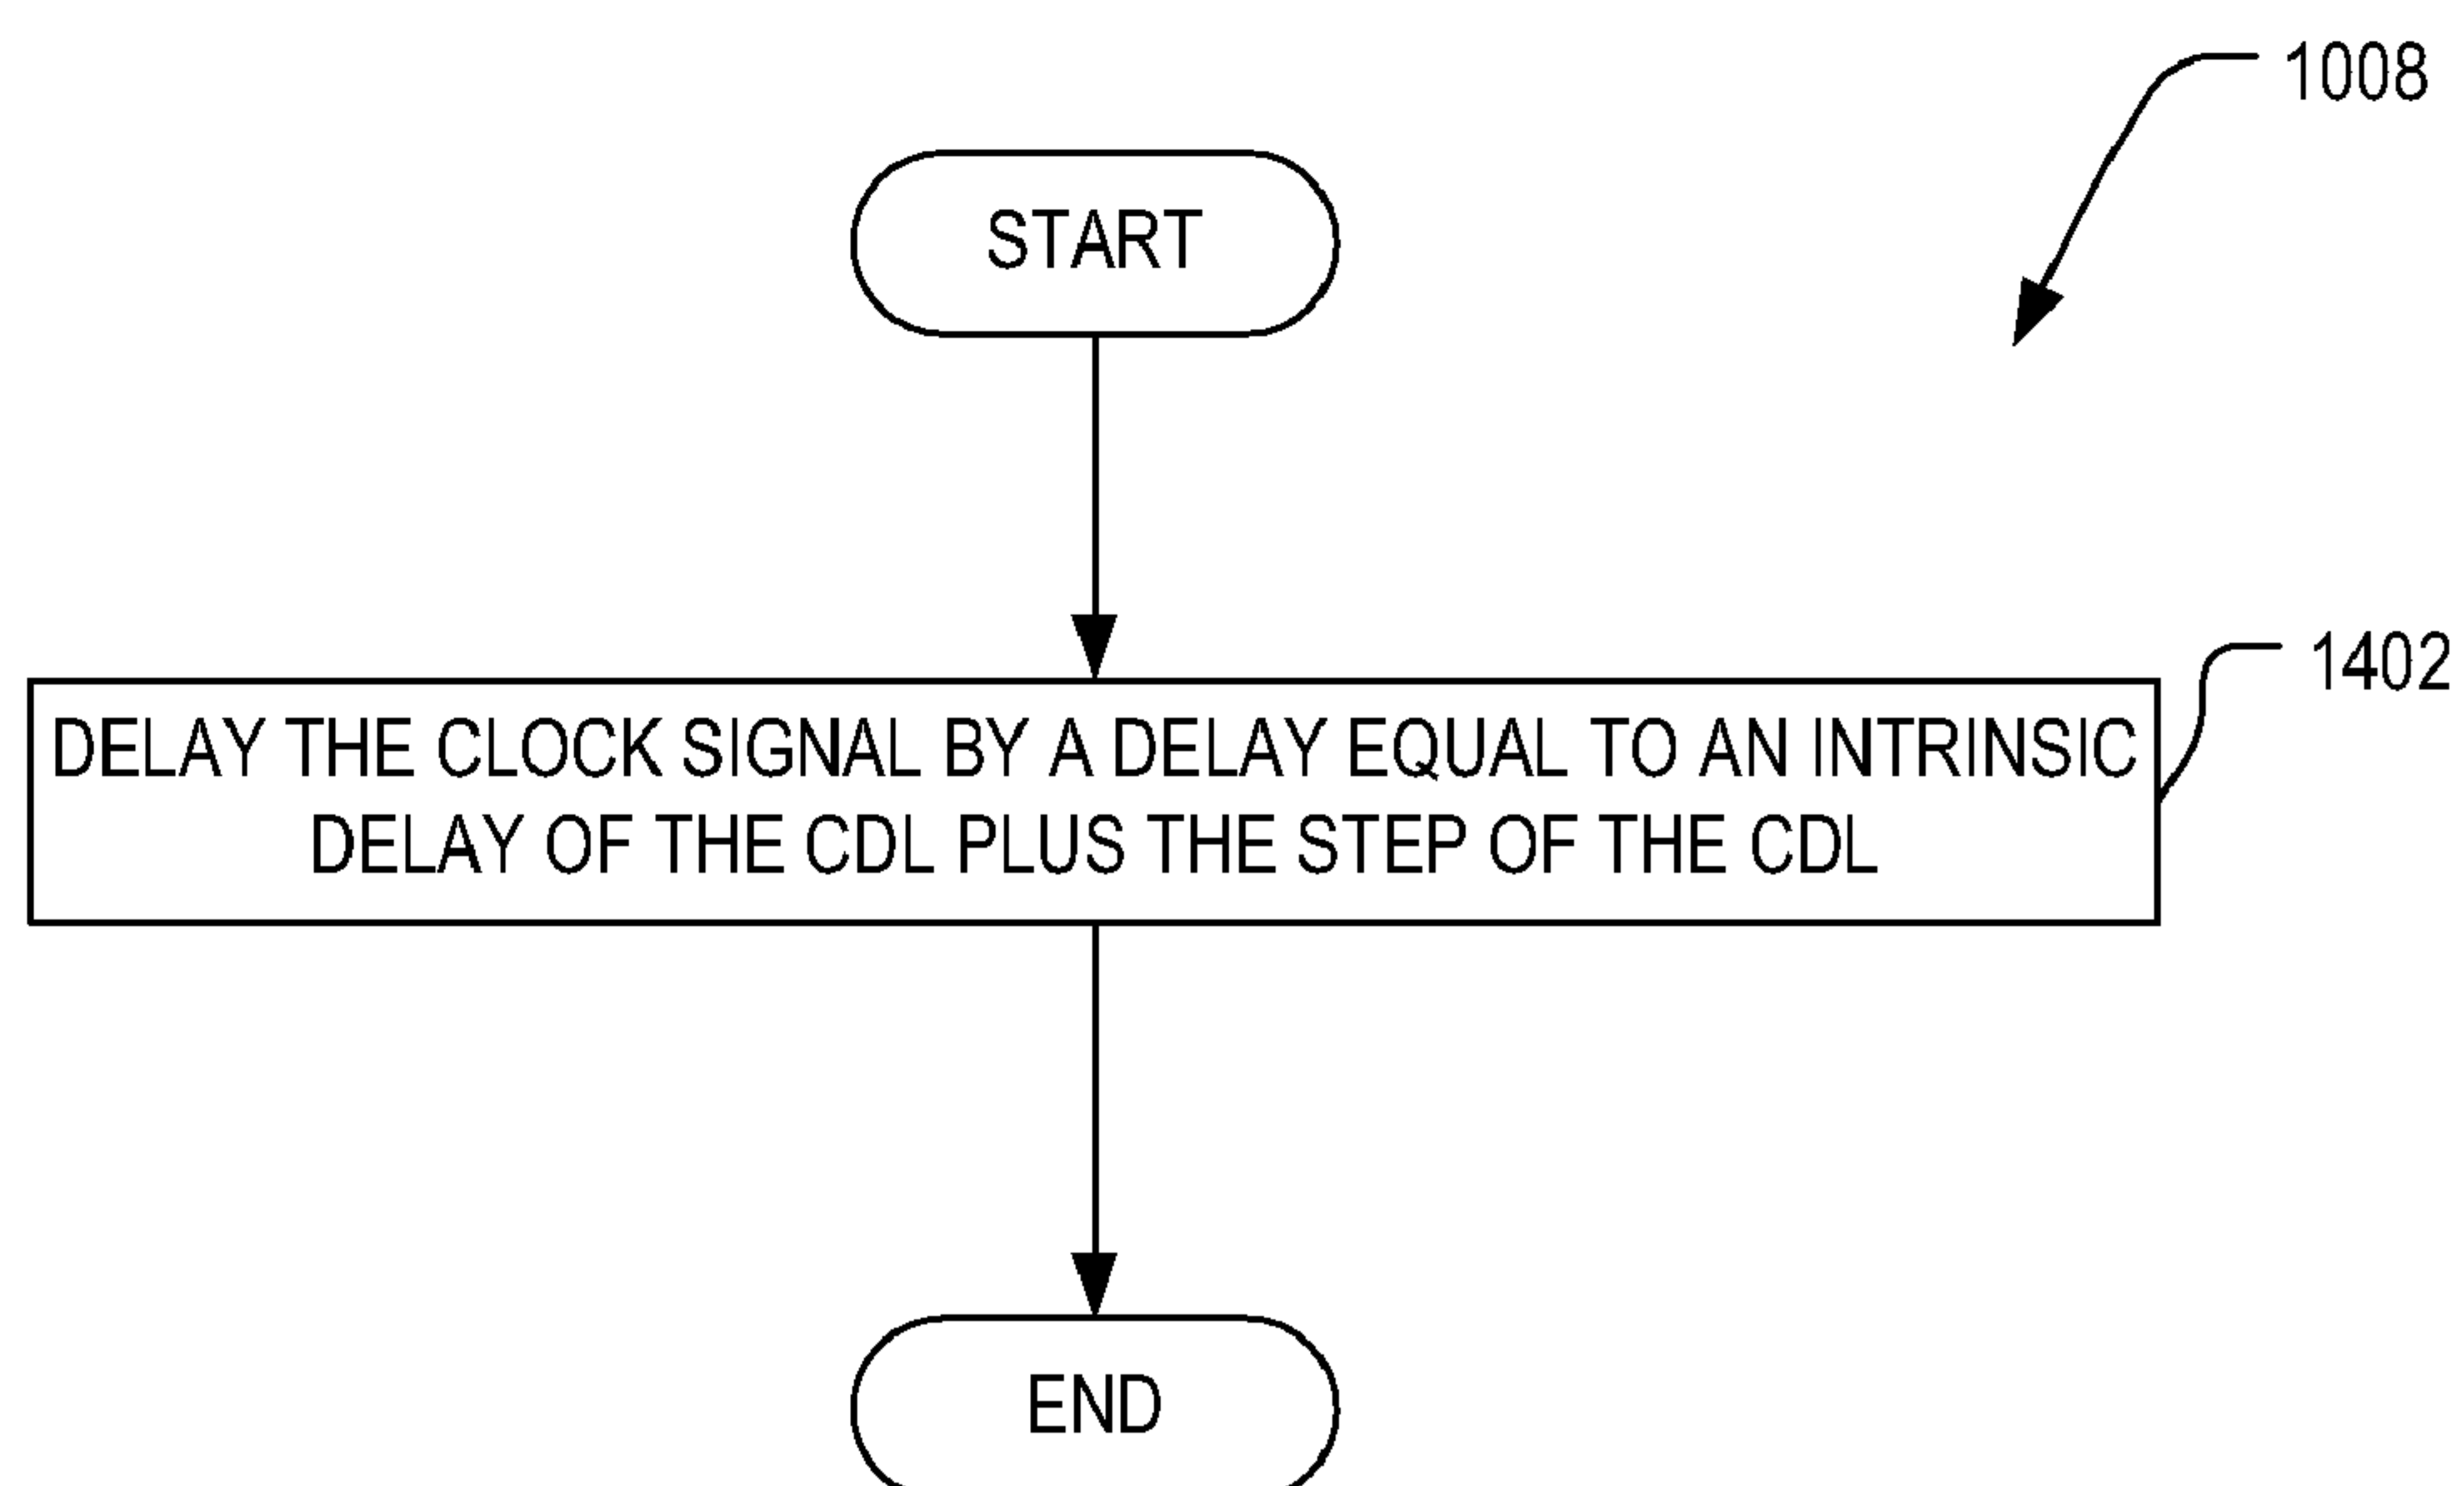 1008
START
1402
DELAY THE CLOCK SIGNAL BY A DELAY EQUAL TO AN INTRINSIC
DELAY OF THE CDL PLUS THE STEP OF THE CDL
END